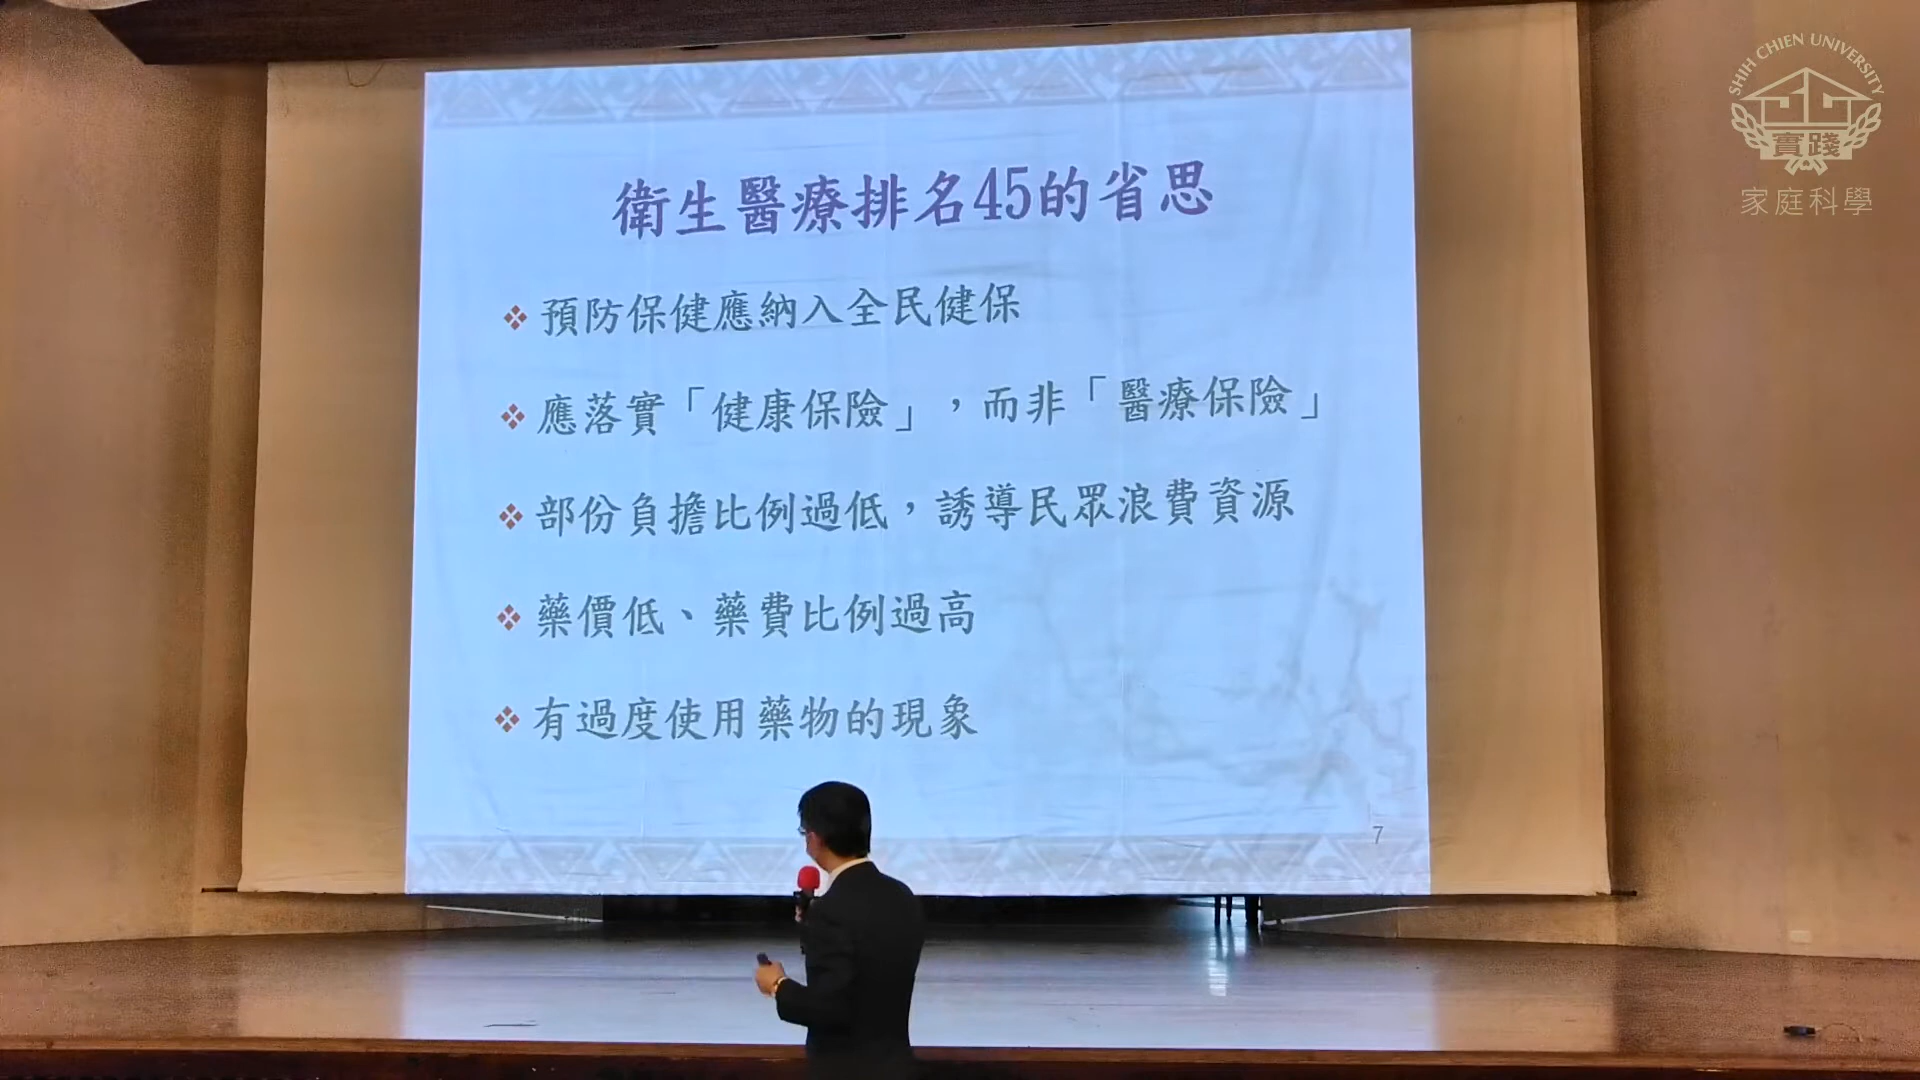 衛生醫療排名45的省思
預防保健應納入全民健保
應落實「健康保險」，而非「醫療保險」
部份負擔比例過低，誘導民眾浪費資源
藥價低、藥費比例過高
有過度使用藥物的現象
7
SHIH CHIEN UNIVERSITY
實踐
家庭科學